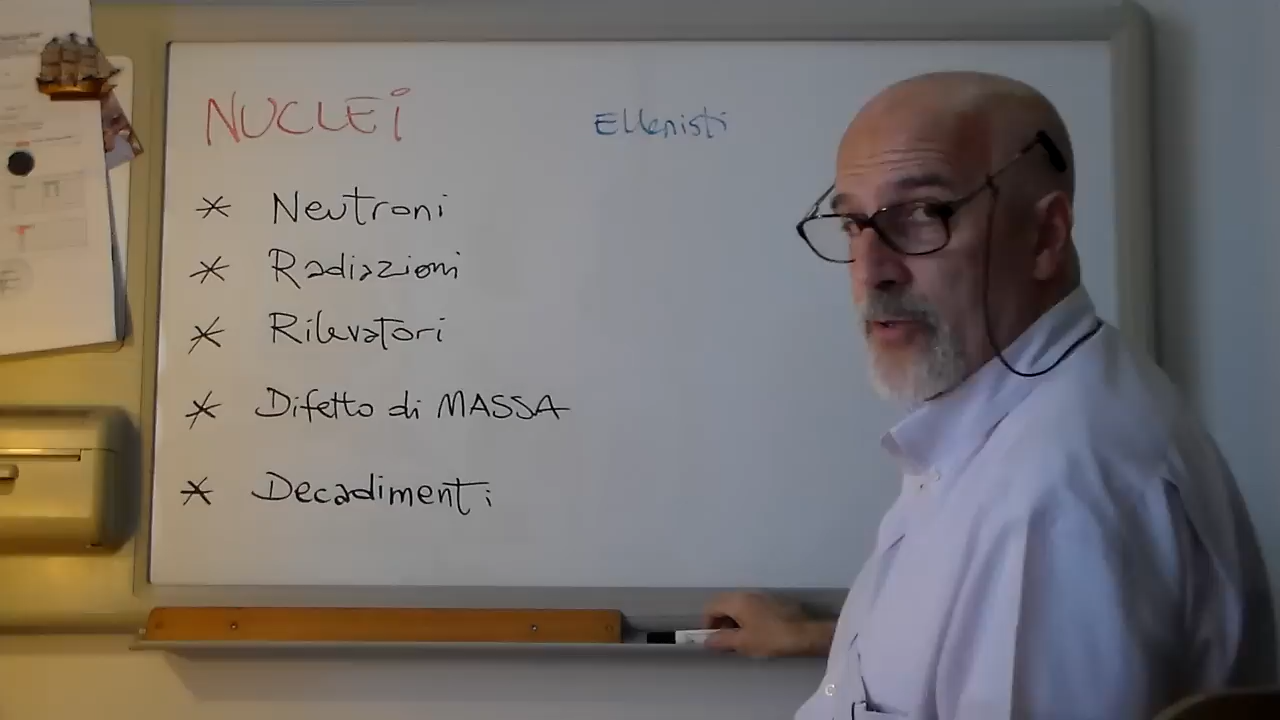 NUCLEI
Ellenisti
* Neutroni
* Radiazioni
* Rilevatori
* Difetto di MASSA
* Decadimenti